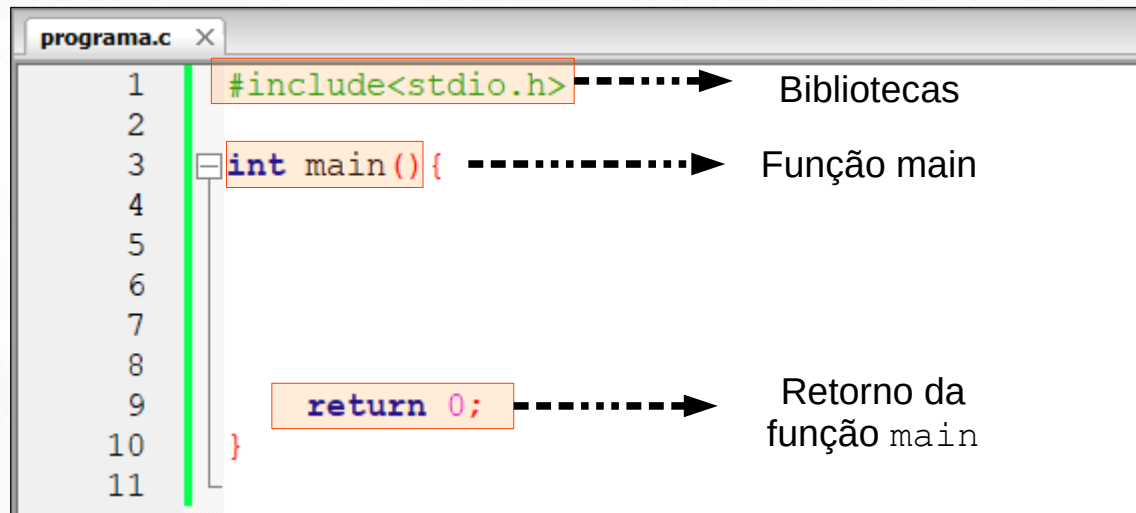 programa.c
1 #include<stdio.h> Bibliotecas
2
3 int main(){ Função main
4
5
6
7
8
9 return 0; Retorno da
função main
10 }
11